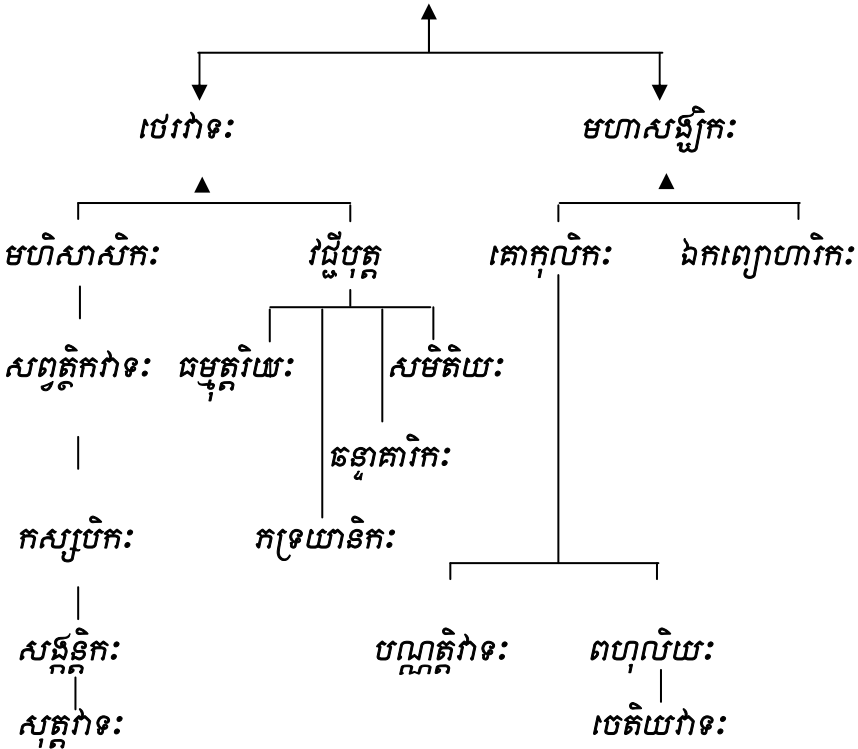 ថេរវាទៈ មហាសង្ឃិកៈ
មហិសាសិកៈ វជ្ជីបុត្ត គោកុលិកៈ ឯកព្យោហារិកៈ
សព្វត្ថិកវាទៈ ធម្មុត្តរិយៈ សមិតិយៈ
ឆន្ទាគារិកៈ
កស្សបិកៈ ភទ្រយានិកៈ
សង្កន្តិកៈ បណ្ណត្តិវាទៈ ពហុលិយៈ
សុត្តវាទៈ ចេតិយវាទៈ